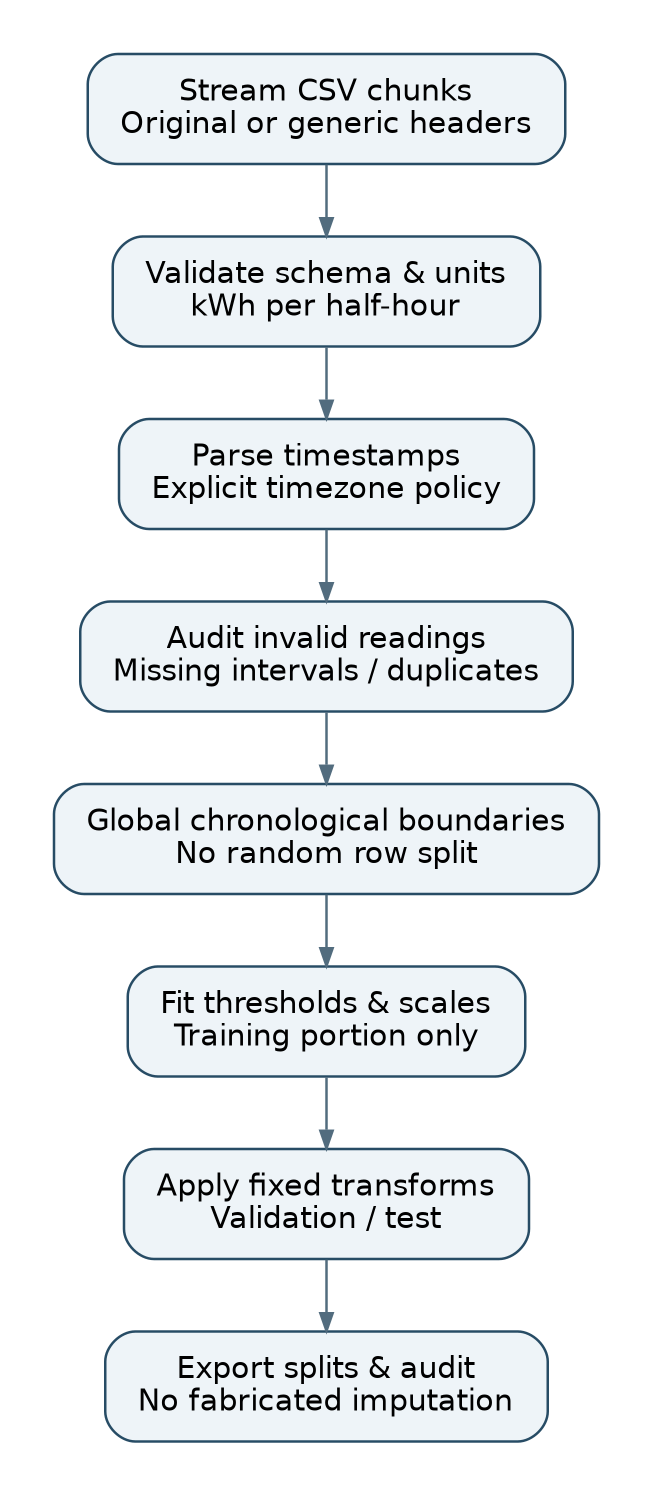 Stream CSV chunks
Original or generic headers
Validate schema & units
kWh per half-hour
Parse timestamps
Explicit timezone policy
Audit invalid readings
Missing intervals / duplicates
Global chronological boundaries
No random row split
Fit thresholds & scales
Training portion only
Apply fixed transforms
Validation / test
Export splits & audit
No fabricated imputation